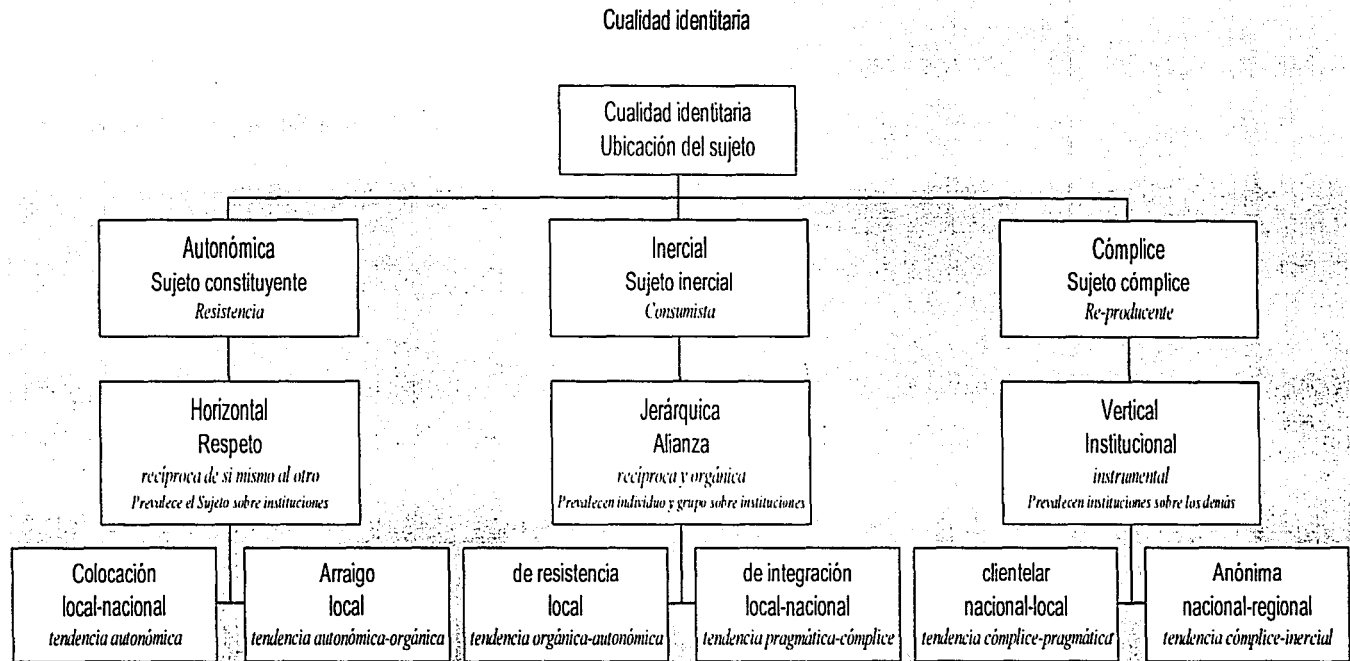 Cualidad identitaria
Cualidad identitaria
Ubicación del sujeto
Autonómica
Sujeto constituyente
Resistencia
Inercial
Sujeto inercial
Consumista
Cómplice
Sujeto cómplice
Re-producente
Horizontal
Respeto
recíproca de si mismo al otro
Prevalece el Sujeto sobre instituciones
Jerárquica
Alianza
recíproca y orgánica
Prevalecen individuo y grupo sobre instituciones
Vertical
Institucional
instrumental
Prevalecen instituciones sobre los demás
Colocación
local-nacional
tendencia autonómica
Arraigo
local
tendencia autonómica-orgánica
de resistencia
local
tendencia orgánica-autonómica
de integración
local-nacional
tendencia pragmática-cómplice
clientelar
nacional-local
tendencia cómplice-pragmática
Anónima
nacional-regional
tendencia cómplice-inercial